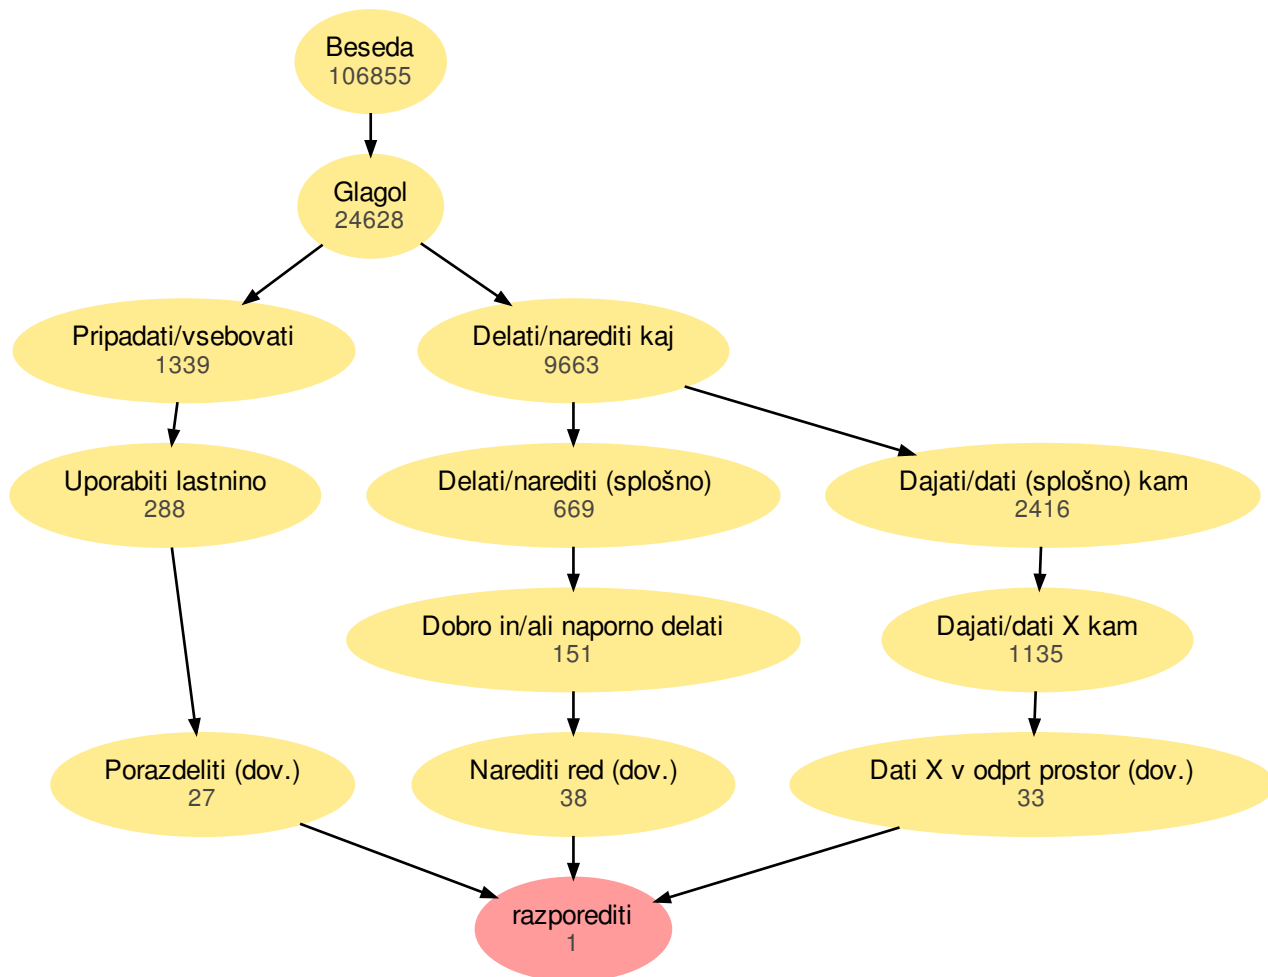 Beseda
106855
Glagol
24628
Pripadati/vsebovati
1339
Delati/narediti kaj
9663
Uporabiti lastnino
288
Delati/narediti (splošno)
669
Dajati/dati (splošno) kam
2416
Dobro in/ali naporno delati
151
Dajati/dati X kam
1135
Porazdeliti (dov.)
27
Narediti red (dov.)
38
Dati X v odprt prostor (dov.)
33
razporediti
1